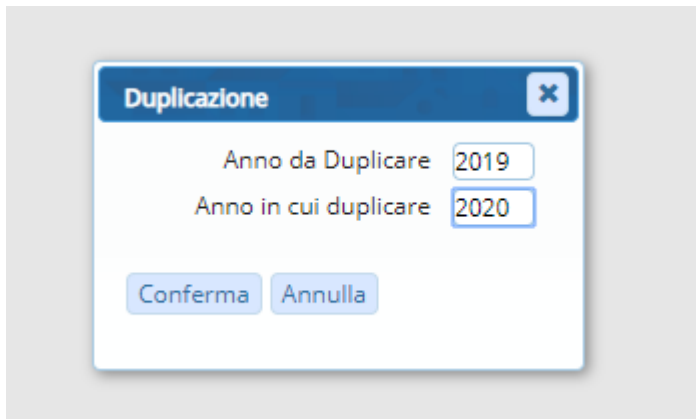 Duplicazione
Anno da Duplicare 2019
Anno in cui duplicare 2020
Conferma Annulla